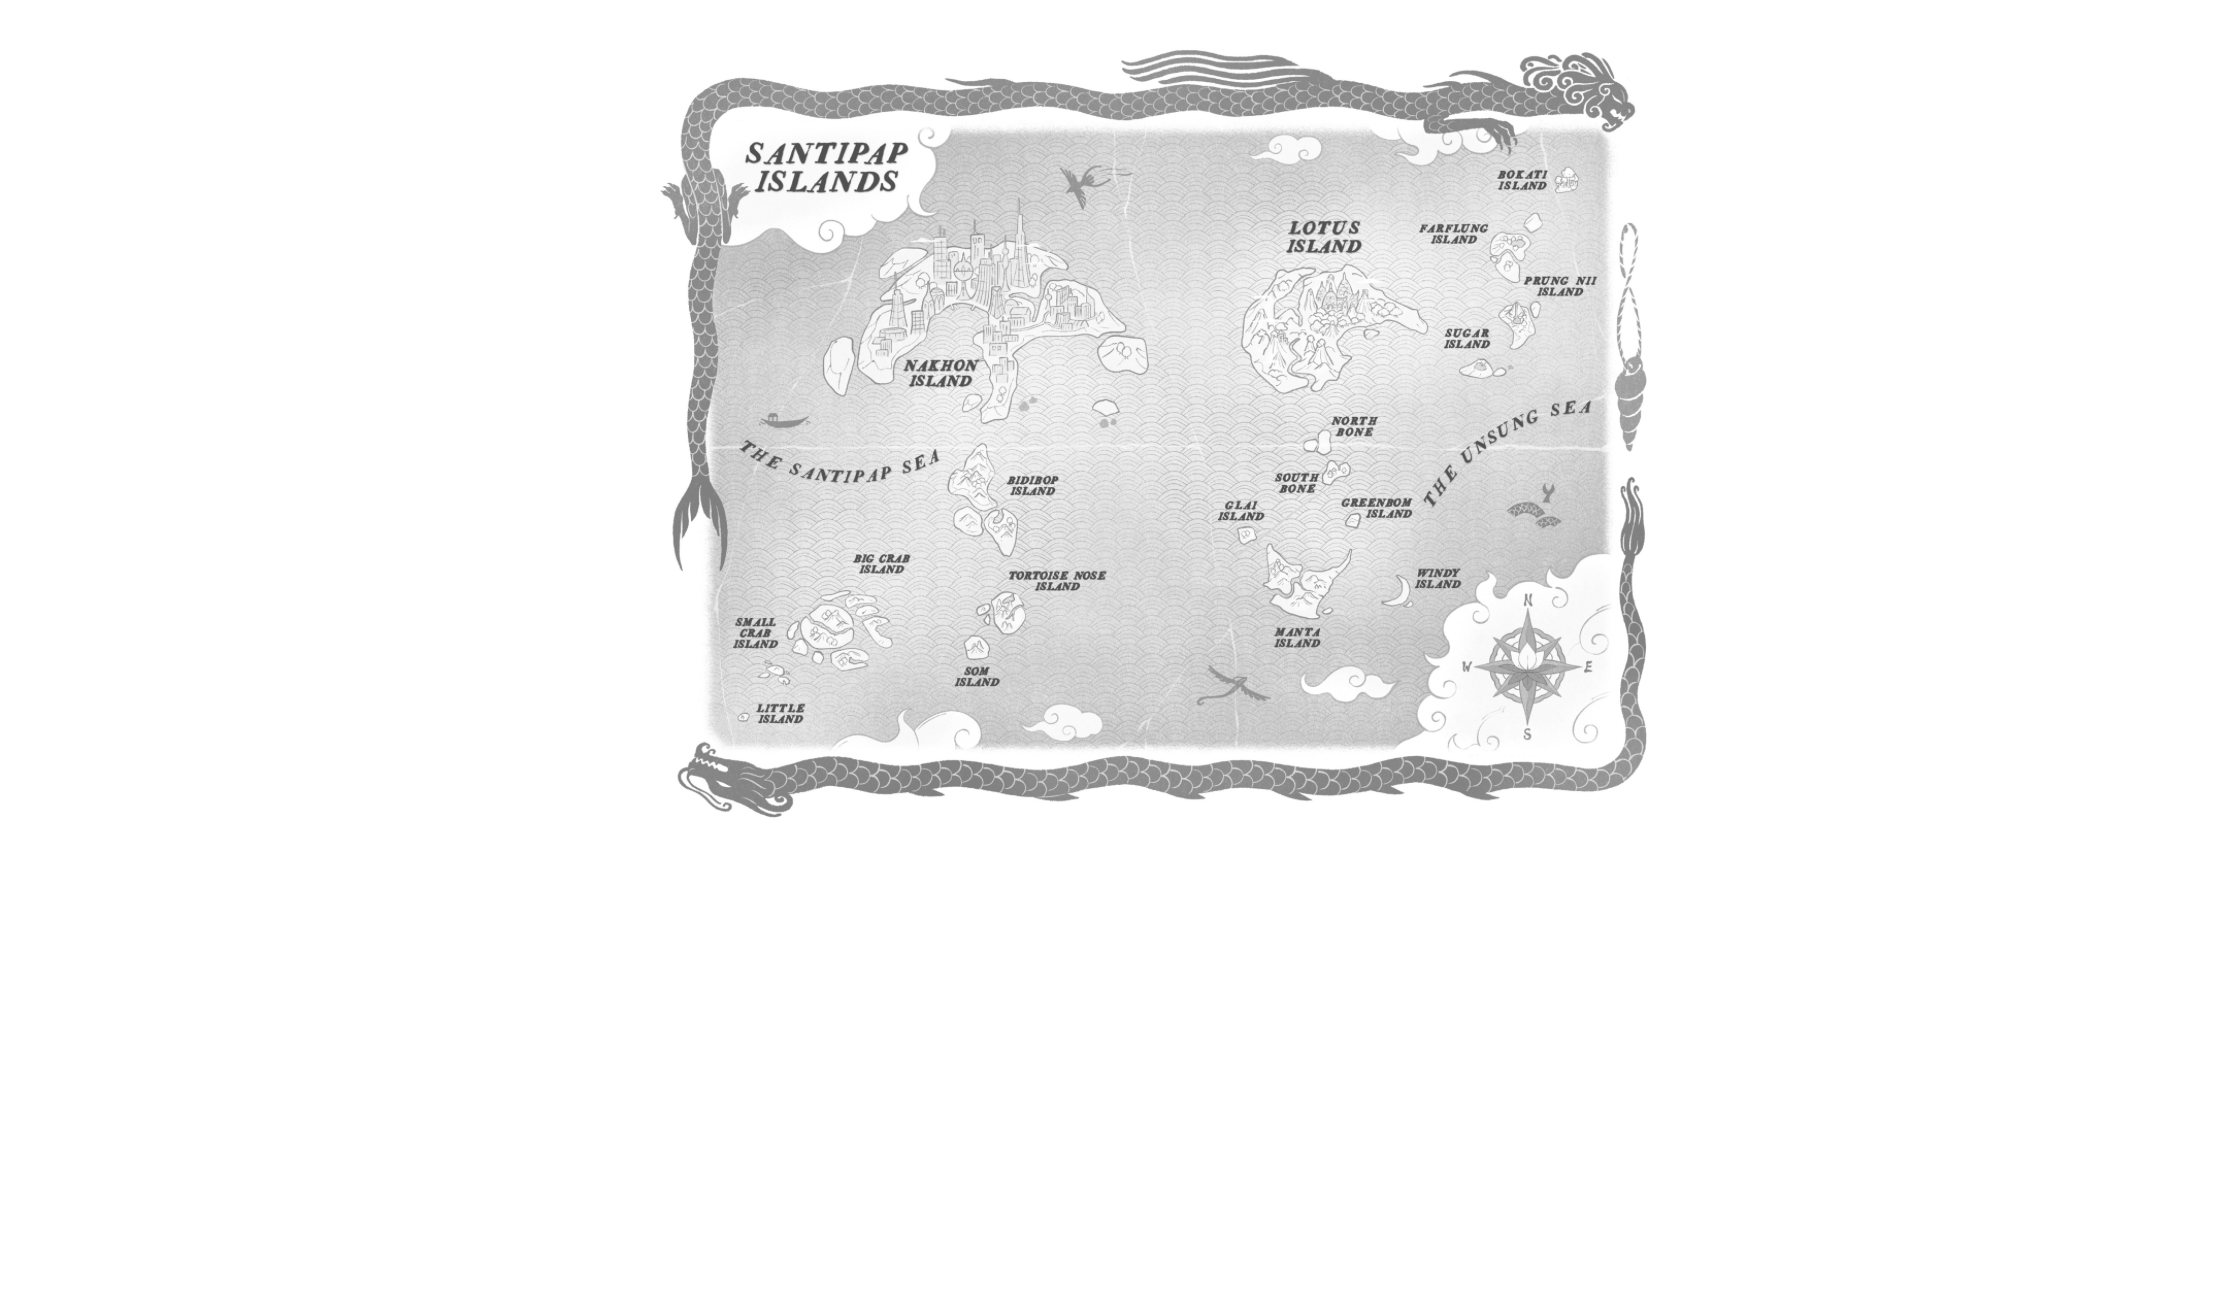 SANTIPAP
ISLANDS
BOKATI
ISLAND
LOTUS
ISLAND
FARFLUNG
ISLAND
PRUNG NII
ISLAND
SUGAR
ISLAND
NAKHON
ISLAND
THE UNSUNG SEA
NORTH
BONE
THE SANTIPAP SEA
BIDIBOP
ISLAND
SOUTH
BONE
GLAI
ISLAND
GREENBOM
ISLAND
BIG CRAB
ISLAND
TORTOISE NOSE
ISLAND
WINDY
ISLAND
SMALL
CRAB
ISLAND
MANTA
ISLAND
SOM
ISLAND
LITTLE
ISLAND
N
W
E
S